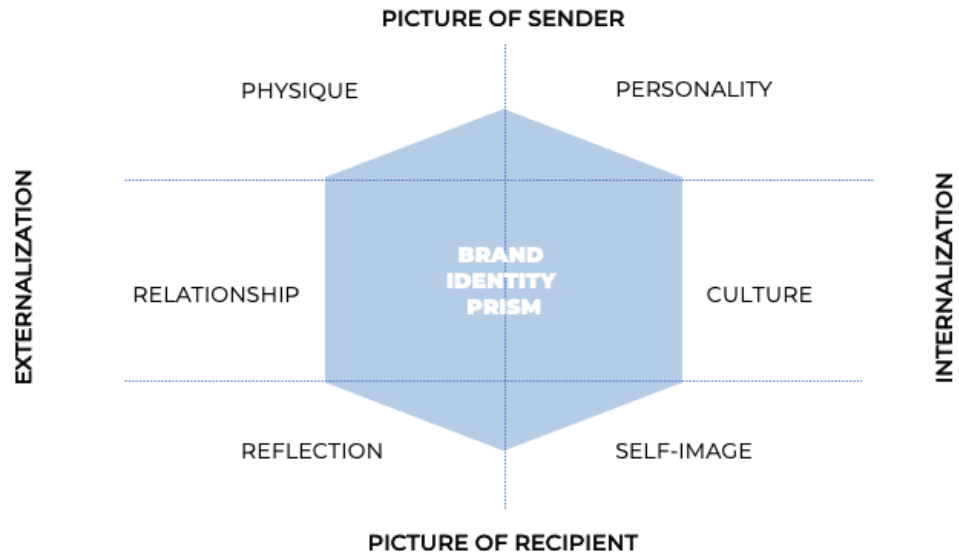 PICTURE OF SENDER
PHYSIQUE
PERSONALITY
EXTERNALIZATION
INTERNALIZATION
BRAND
IDENTITY
PRISM
RELATIONSHIP
CULTURE
REFLECTION
SELF-IMAGE
PICTURE OF RECIPIENT